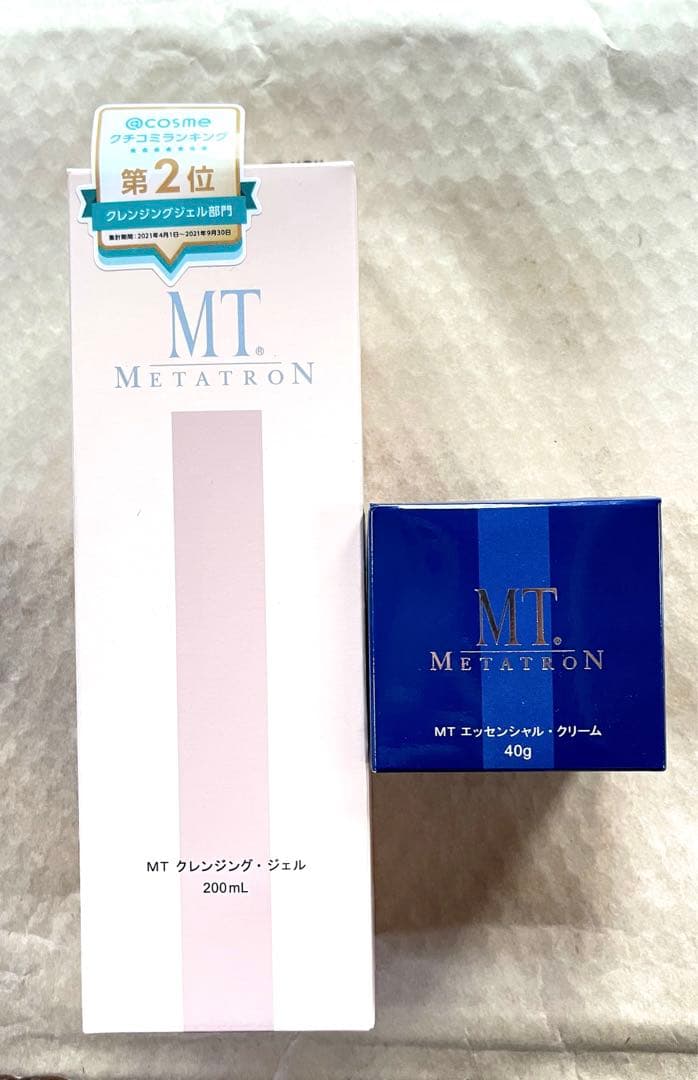 @cosme
クチコミランキング
第2位
クレンジングジェル部門
集計期間:2021年4月1日~2021年9月30日
MT.®
METATRON
MT クレンジング・ジェル
200mL
MT.®
METATRON
MT エッセンシャル・クリーム
40g